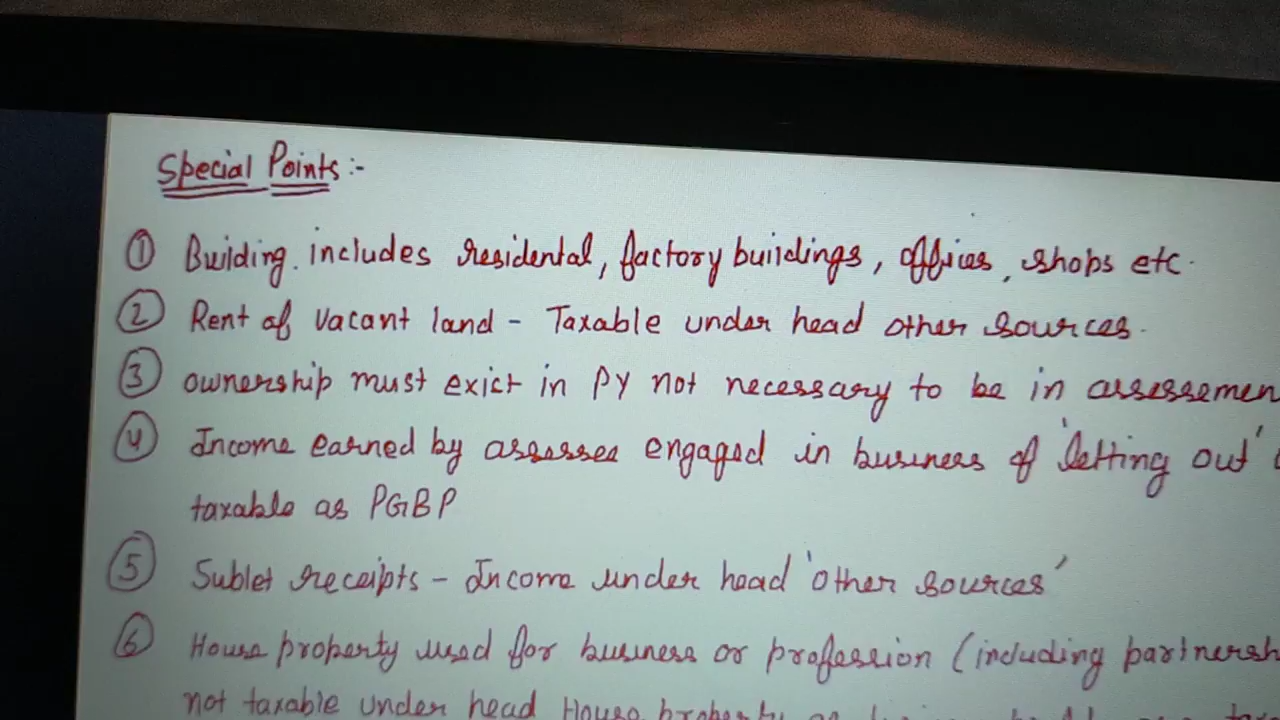 Special Points:-
① Building includes residental, factory buildings, offices, shops etc.
② Rent of vacant land - Taxable under head other sources.
③ ownership must exict in PY not necessary to be in assessemen
④ Income earned by assesses engaged in business of 'letting out'
taxable as PGBP
⑤ Sublet receipts - Income under head 'other sources'
⑥ House property used for business or profession (including partnersh
not taxable under head House property